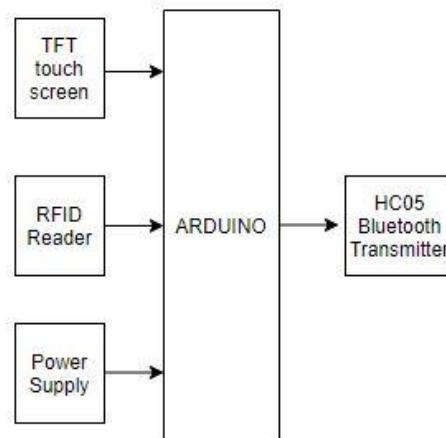 TFT
touch
screen
RFID
Reader
Power
Supply
ARDUINO
HC05
Bluetooth
Transmitter